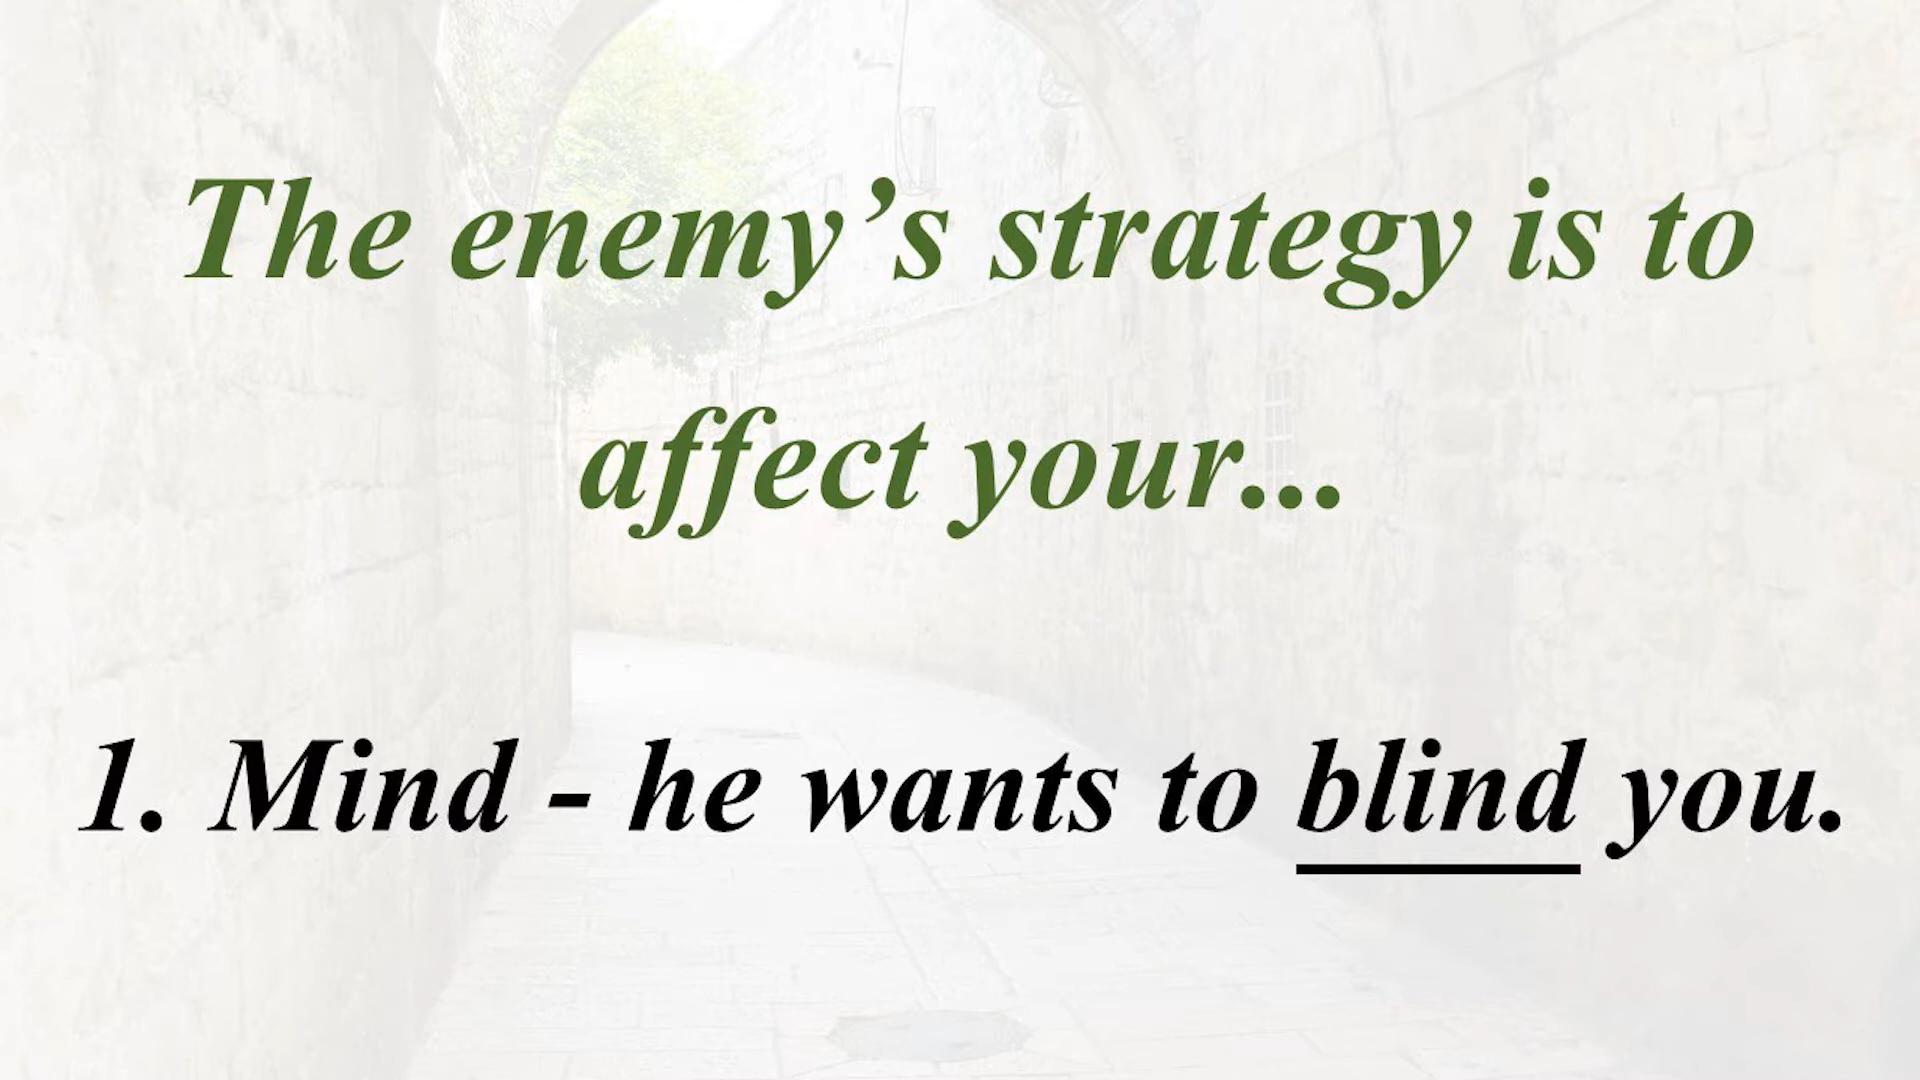 The enemy’s strategy is to
affect your...
1. Mind - he wants to blind you.